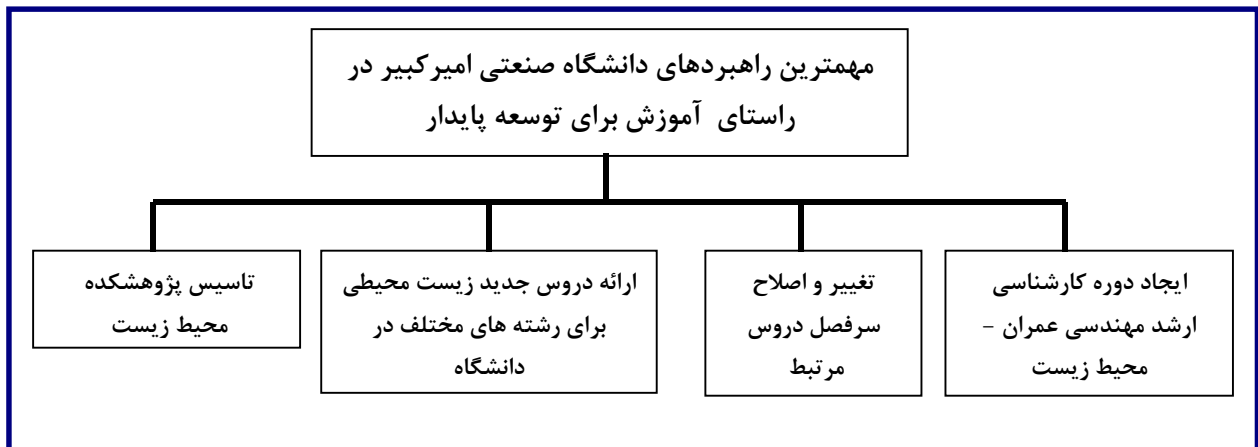 مهمترین راهبردهای دانشگاه صنعتی امیرکبیر در
راستای آموزش برای توسعه پایدار
ایجاد دوره کارشناسی
ارشد مهندسی عمران -
محیط زیست
تغییر و اصلاح
سرفصل دروس
مرتبط
ارائه دروس جدید زیست محیطی
برای رشته های مختلف در
دانشگاه
تاسیس پژوهشکده
محیط زیست